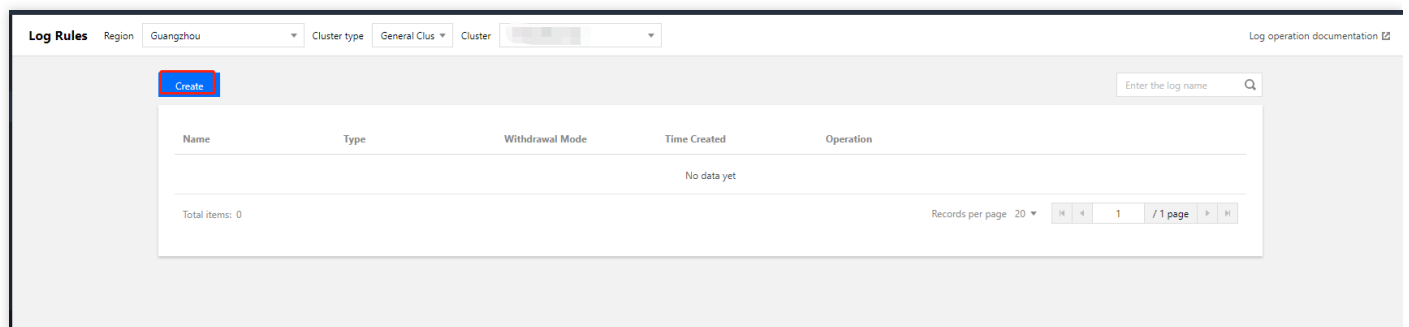 Log Rules Region Guangzhou Cluster type General Clus Cluster Log operation documentation
Create Enter the log name
Name Type Withdrawal Mode Time Created Operation
No data yet
Total items: 0 Records per page 20 1 / 1 page